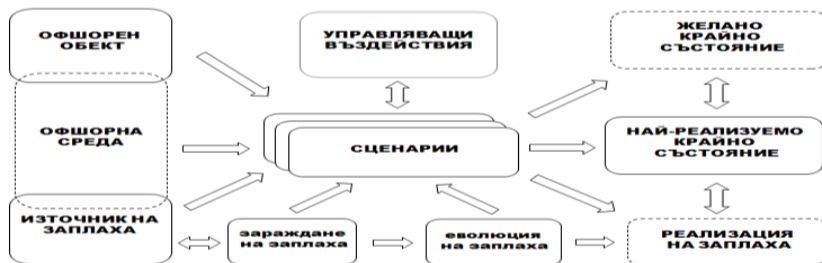 ОФШОРЕН
ОБЕКТ
УПРАВЛЯВАЩИ
ВЪЗДЕЙСТВИЯ
ЖЕЛАНО
КРАЙНО
СЪСТОЯНИЕ
ОФШОРНА
СРЕДА
СЦЕНАРИИ
НАЙ-РЕАЛИЗУЕМО
КРАЙНО
СЪСТОЯНИЕ
ИЗТОЧНИК НА
ЗАПЛАХА
зараждане
на заплаха
еволюция
на заплаха
РЕАЛИЗАЦИЯ
НА ЗАПЛАХА